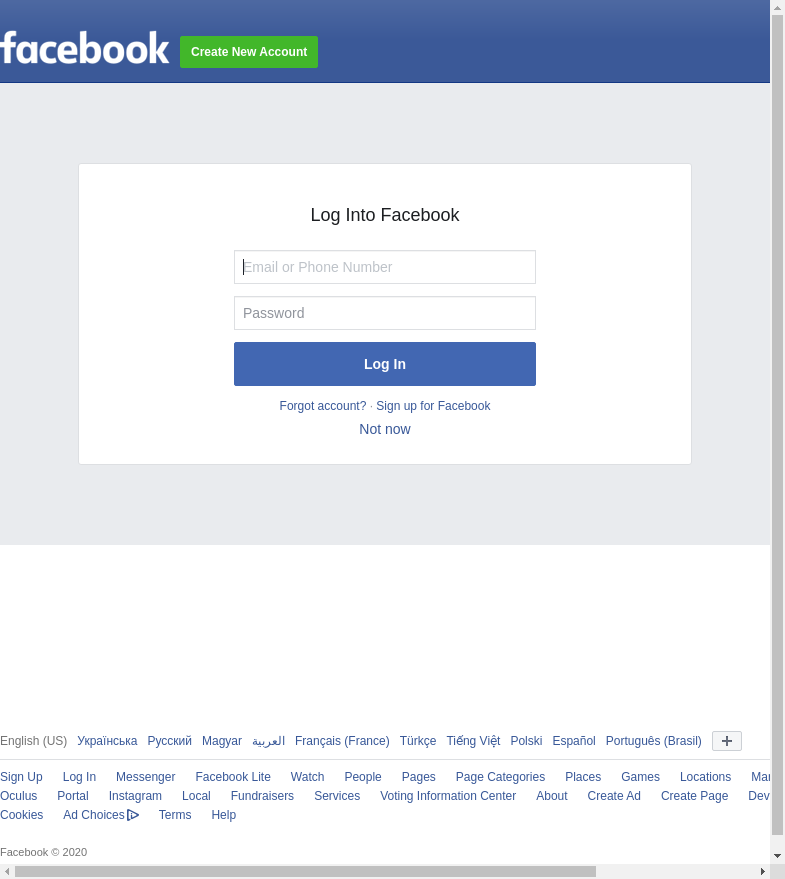 facebook
Create New Account
Log Into Facebook
Email or Phone Number
Password
Log In
Forgot account? · Sign up for Facebook
Not now
English (US) Українська Русский Magyar العربية Français (France) Türkçe Tiếng Việt Polski Español Português (Brasil)
Sign Up Log In Messenger Facebook Lite Watch People Pages Page Categories Places Games Locations
Oculus Portal Instagram Local Fundraisers Services Voting Information Center About Create Ad Create Page
Cookies Ad Choices Terms Help
Facebook © 2020